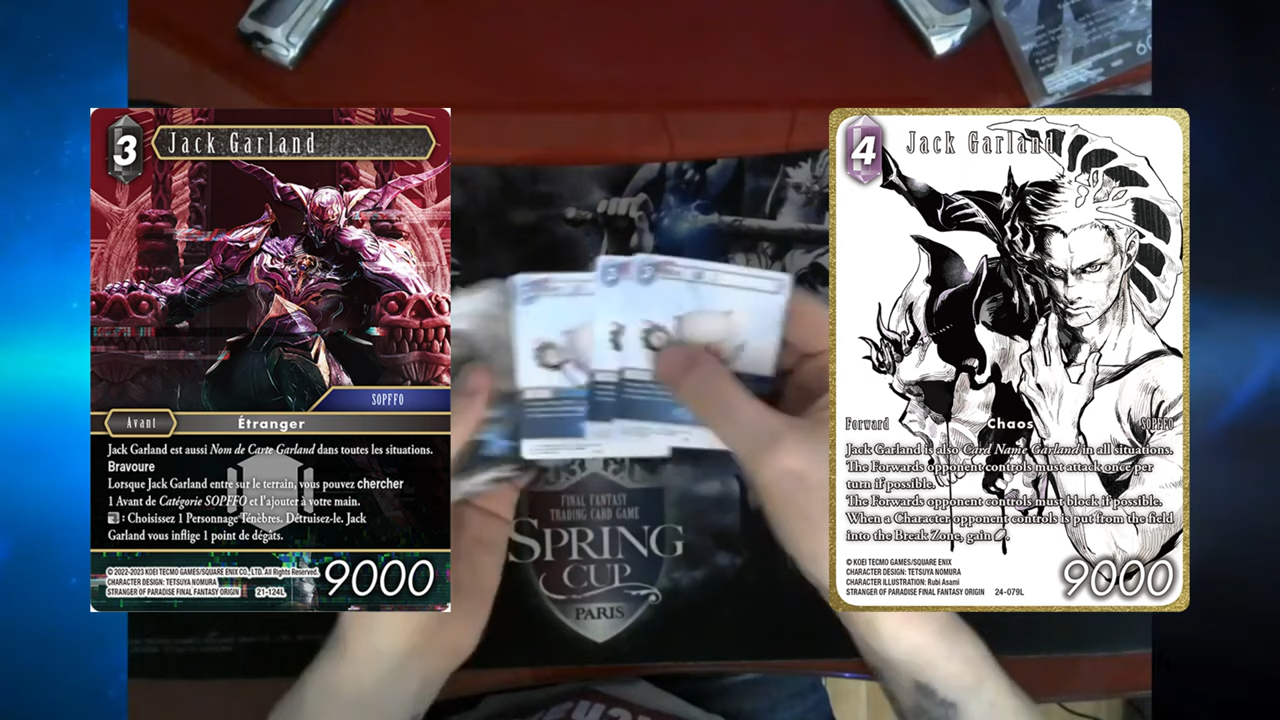 3
Jack Garland
SOPFFO
Avant
Étranger
Jack Garland est aussi Nom de Carte Garland dans toutes les situations.
Bravoure
Lorsque Jack Garland entre sur le terrain, vous pouvez chercher
1 Avant de Catégorie SOPFFO et l'ajouter à votre main.
: Choisissez 1 Personnage Ténèbres. Détruisez-le. Jack
Garland vous inflige 1 point de dégâts.
© 2022-2023 KOEI TECMO GAMES/SQUARE ENIX CO., LTD. All Rights Reserved.
CHARACTER DESIGN: TETSUYA NOMURA
STRANGER OF PARADISE FINAL FANTASY ORIGIN 21-124L
9000
FINAL FANTASY
TRADING CARD GAME
SPRING
CUP
PARIS
4
Jack Garland
Forward
Chaos
SOPFFO
Jack Garland is also Card Name Garland in all situations.
The Forwards opponent controls must attack once per
turn if possible.
The Forwards opponent controls must block if possible.
When a Character opponent controls is put from the field
into the Break Zone, gain .
© KOEI TECMO GAMES/SQUARE ENIX
CHARACTER DESIGN: TETSUYA NOMURA
CHARACTER ILLUSTRATION: Rubi Asami
STRANGER OF PARADISE FINAL FANTASY ORIGIN 24-079L
9000